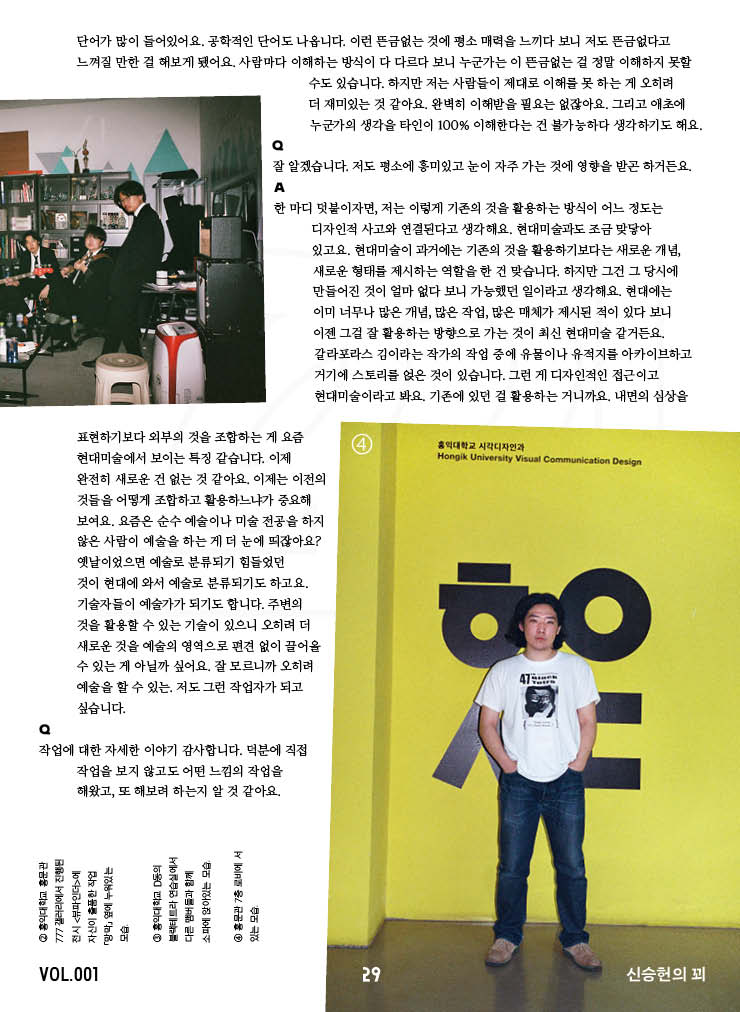 단어가 많이 들어있어요. 공학적인 단어도 나옵니다. 이런 뜬금없는 것에 평소 매력을 느끼다 보니 저도 뜬금없다고
느껴질 만한 걸 해보게 됐어요. 사람마다 이해하는 방식이 다 다르다 보니 누군가는 이 뜬금없는 걸 정말 이해하지 못할
수도 있습니다. 하지만 저는 사람들이 제대로 이해를 못 하는 게 오히려
더 재미있는 것 같아요. 완벽히 이해받을 필요는 없잖아요. 그리고 애초에
누군가의 생각을 타인이 100% 이해한다는 건 불가능하다 생각하기도 해요.
Q
잘 알겠습니다. 저도 평소에 흥미있고 눈이 자주 가는 것에 영향을 받곤 하거든요.
A
한 마디 덧붙이자면, 저는 이렇게 기존의 것을 활용하는 방식이 어느 정도는
디자인적 사고와 연결된다고 생각해요. 현대미술과도 조금 맞닿아
있고요. 현대미술이 과거에는 기존의 것을 활용하기보다는 새로운 개념,
새로운 형태를 제시하는 역할을 한 건 맞습니다. 하지만 그건 그 당시에
만들어진 것이 얼마 없다 보니 가능했던 일이라고 생각해요. 현대에는
이미 너무나 많은 개념, 많은 작업, 많은 매체가 제시된 적이 있다 보니
이젠 그걸 잘 활용하는 방향으로 가는 것이 최신 현대미술 같거든요.
갈라포라스 김이라는 작가의 작업 중에 유물이나 유적지를 아카이브하고
거기에 스토리를 얹은 것이 있습니다. 그런 게 디자인적인 접근이고
현대미술이라고 봐요. 기존에 있던 걸 활용하는 거니까요. 내면의 심상을
표현하기보다 외부의 것을 조합하는 게 요즘
현대미술에서 보이는 특징 같습니다. 이제
완전히 새로운 건 없는 것 같아요. 이제는 이전의
것들을 어떻게 조합하고 활용하느냐가 중요해
보여요. 요즘은 순수 예술이나 미술 전공을 하지
않은 사람이 예술을 하는 게 더 눈에 띄잖아요?
옛날이었으면 예술로 분류되기 힘들었던
것이 현대에 와서 예술로 분류되기도 하고요.
기술자들이 예술가가 되기도 합니다. 주변의
것을 활용할 수 있는 기술이 있으니 오히려 더
새로운 것을 예술의 영역으로 편견 없이 끌어올
수 있는 게 아닐까 싶어요. 잘 모르니까 오히려
예술을 할 수 있는. 저도 그런 작업자가 되고
싶습니다.
Q
작업에 대한 자세한 이야기 감사합니다. 덕분에 직접
작업을 보지 않고도 어떤 느낌의 작업을
해왔고, 또 해보려 하는지 알 것 같아요.
④
홍익대학교 시각디자인과
Hongik University Visual Communication Design
홍
시
47
Black
Tetra
② 홍익대학교 홍문관
777 갤러리에서 진행된
전시 <뷰파인더>에
자신이 출품한 작업
「망막」 옆에 누워있는
모습.
③ 홍익대학교 D동의
블랙테트라 연습실에서
다른 멤버들과 함께
소파에 앉아있는 모습.
④ 홍문관 7층 로비에 서
있는 모습.
VOL.001
29
신승헌의 꾀